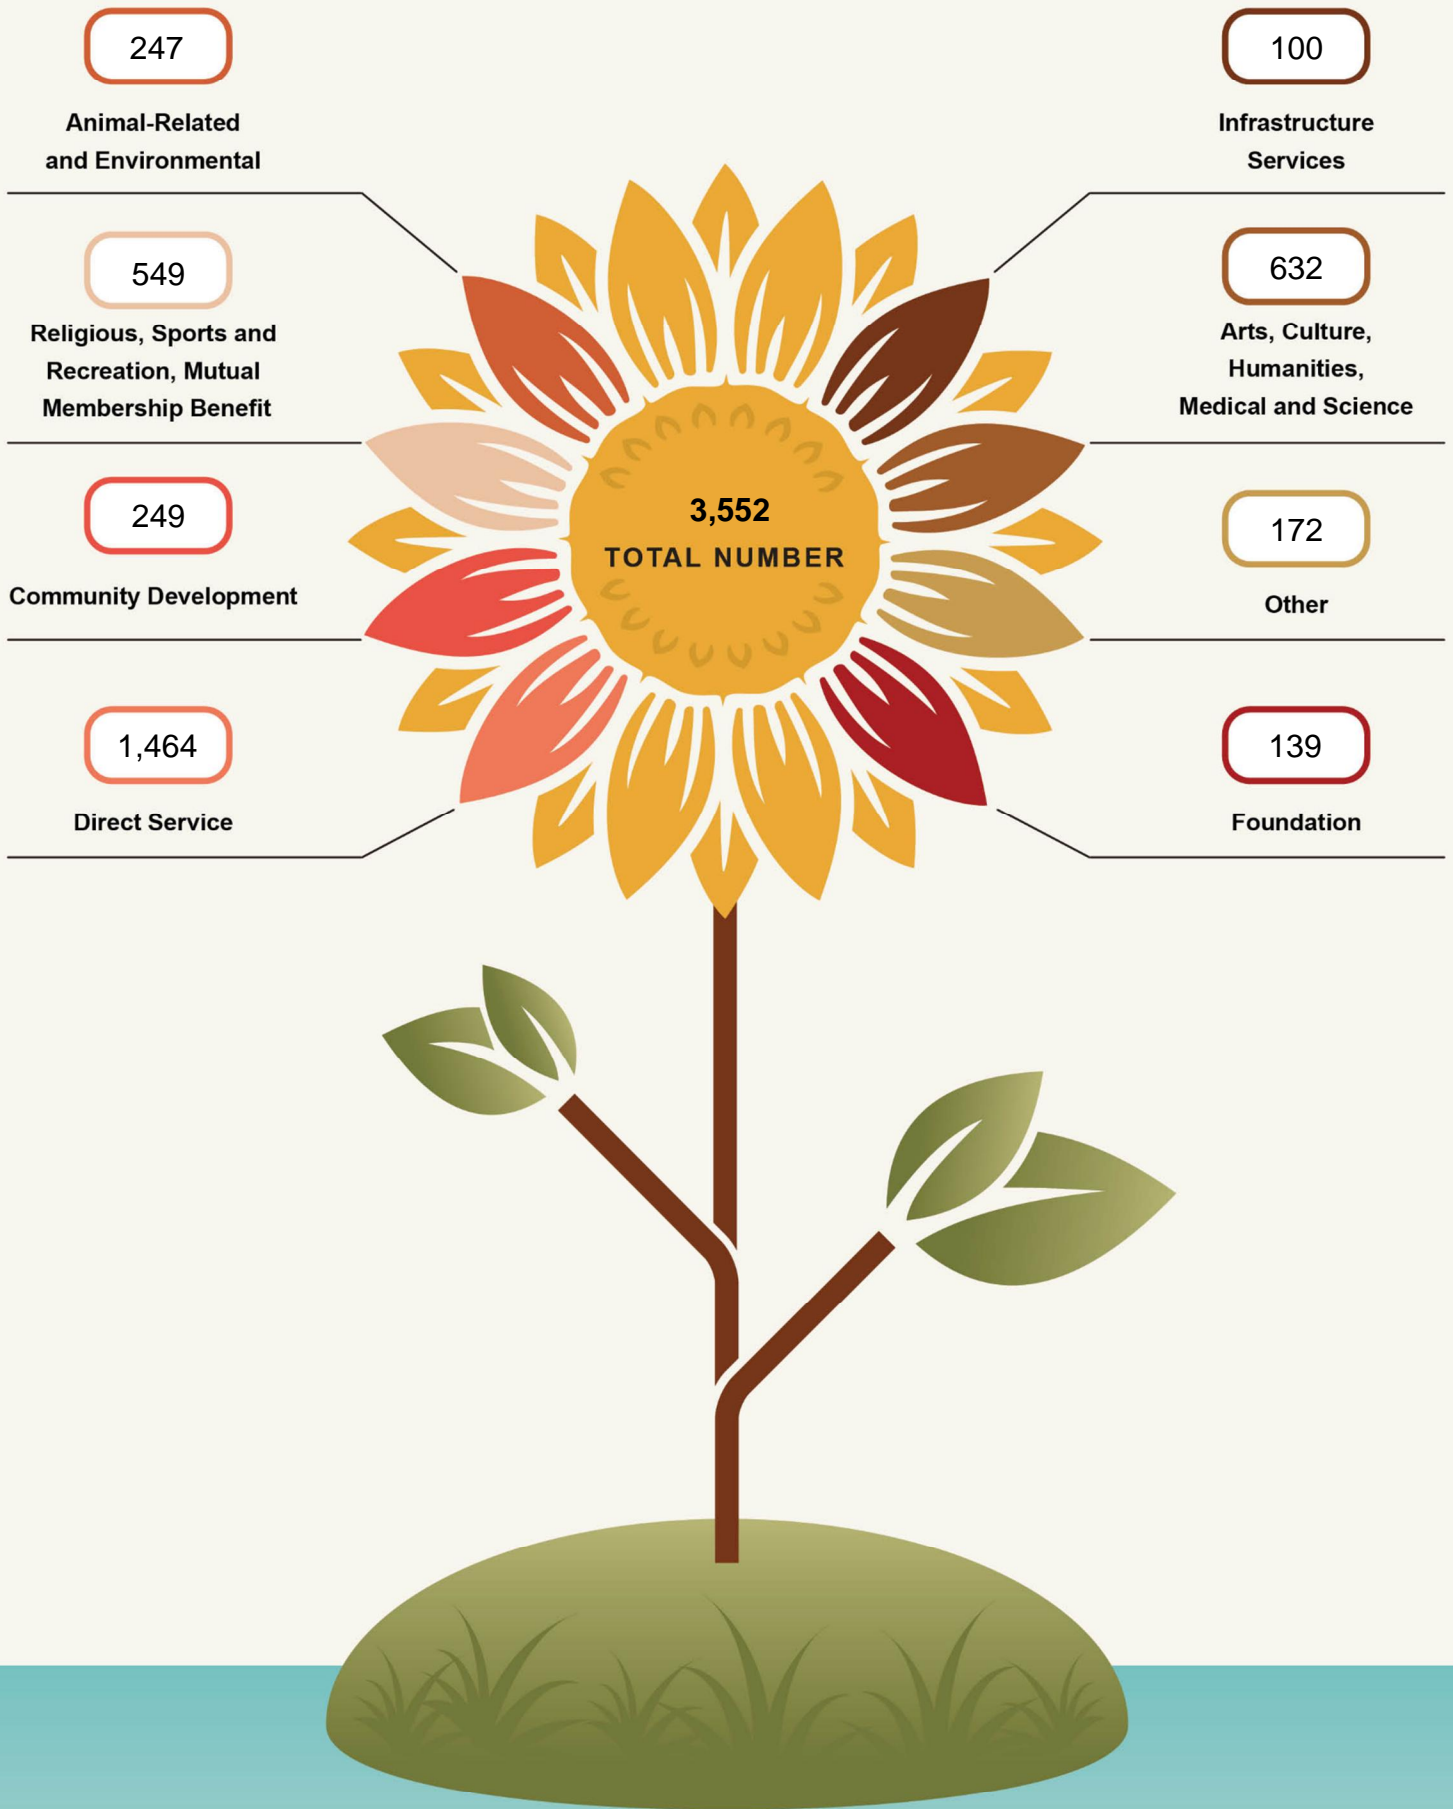 247
Animal-Related
and Environmental
549
Religious, Sports and
Recreation, Mutual
Membership Benefit
249
Community Development
1,464
Direct Service
3,552
TOTAL NUMBER
100
Infrastructure
Services
632
Arts, Culture,
Humanities,
Medical and Science
172
Other
139
Foundation